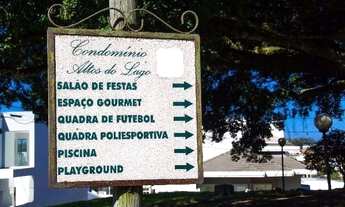 Condomínio
Altos do Lago
SALÃO DE FESTAS
ESPAÇO GOURMET
QUADRA DE FUTEBOL
QUADRA POLIESPORTIVA
PISCINA
PLAYGROUND